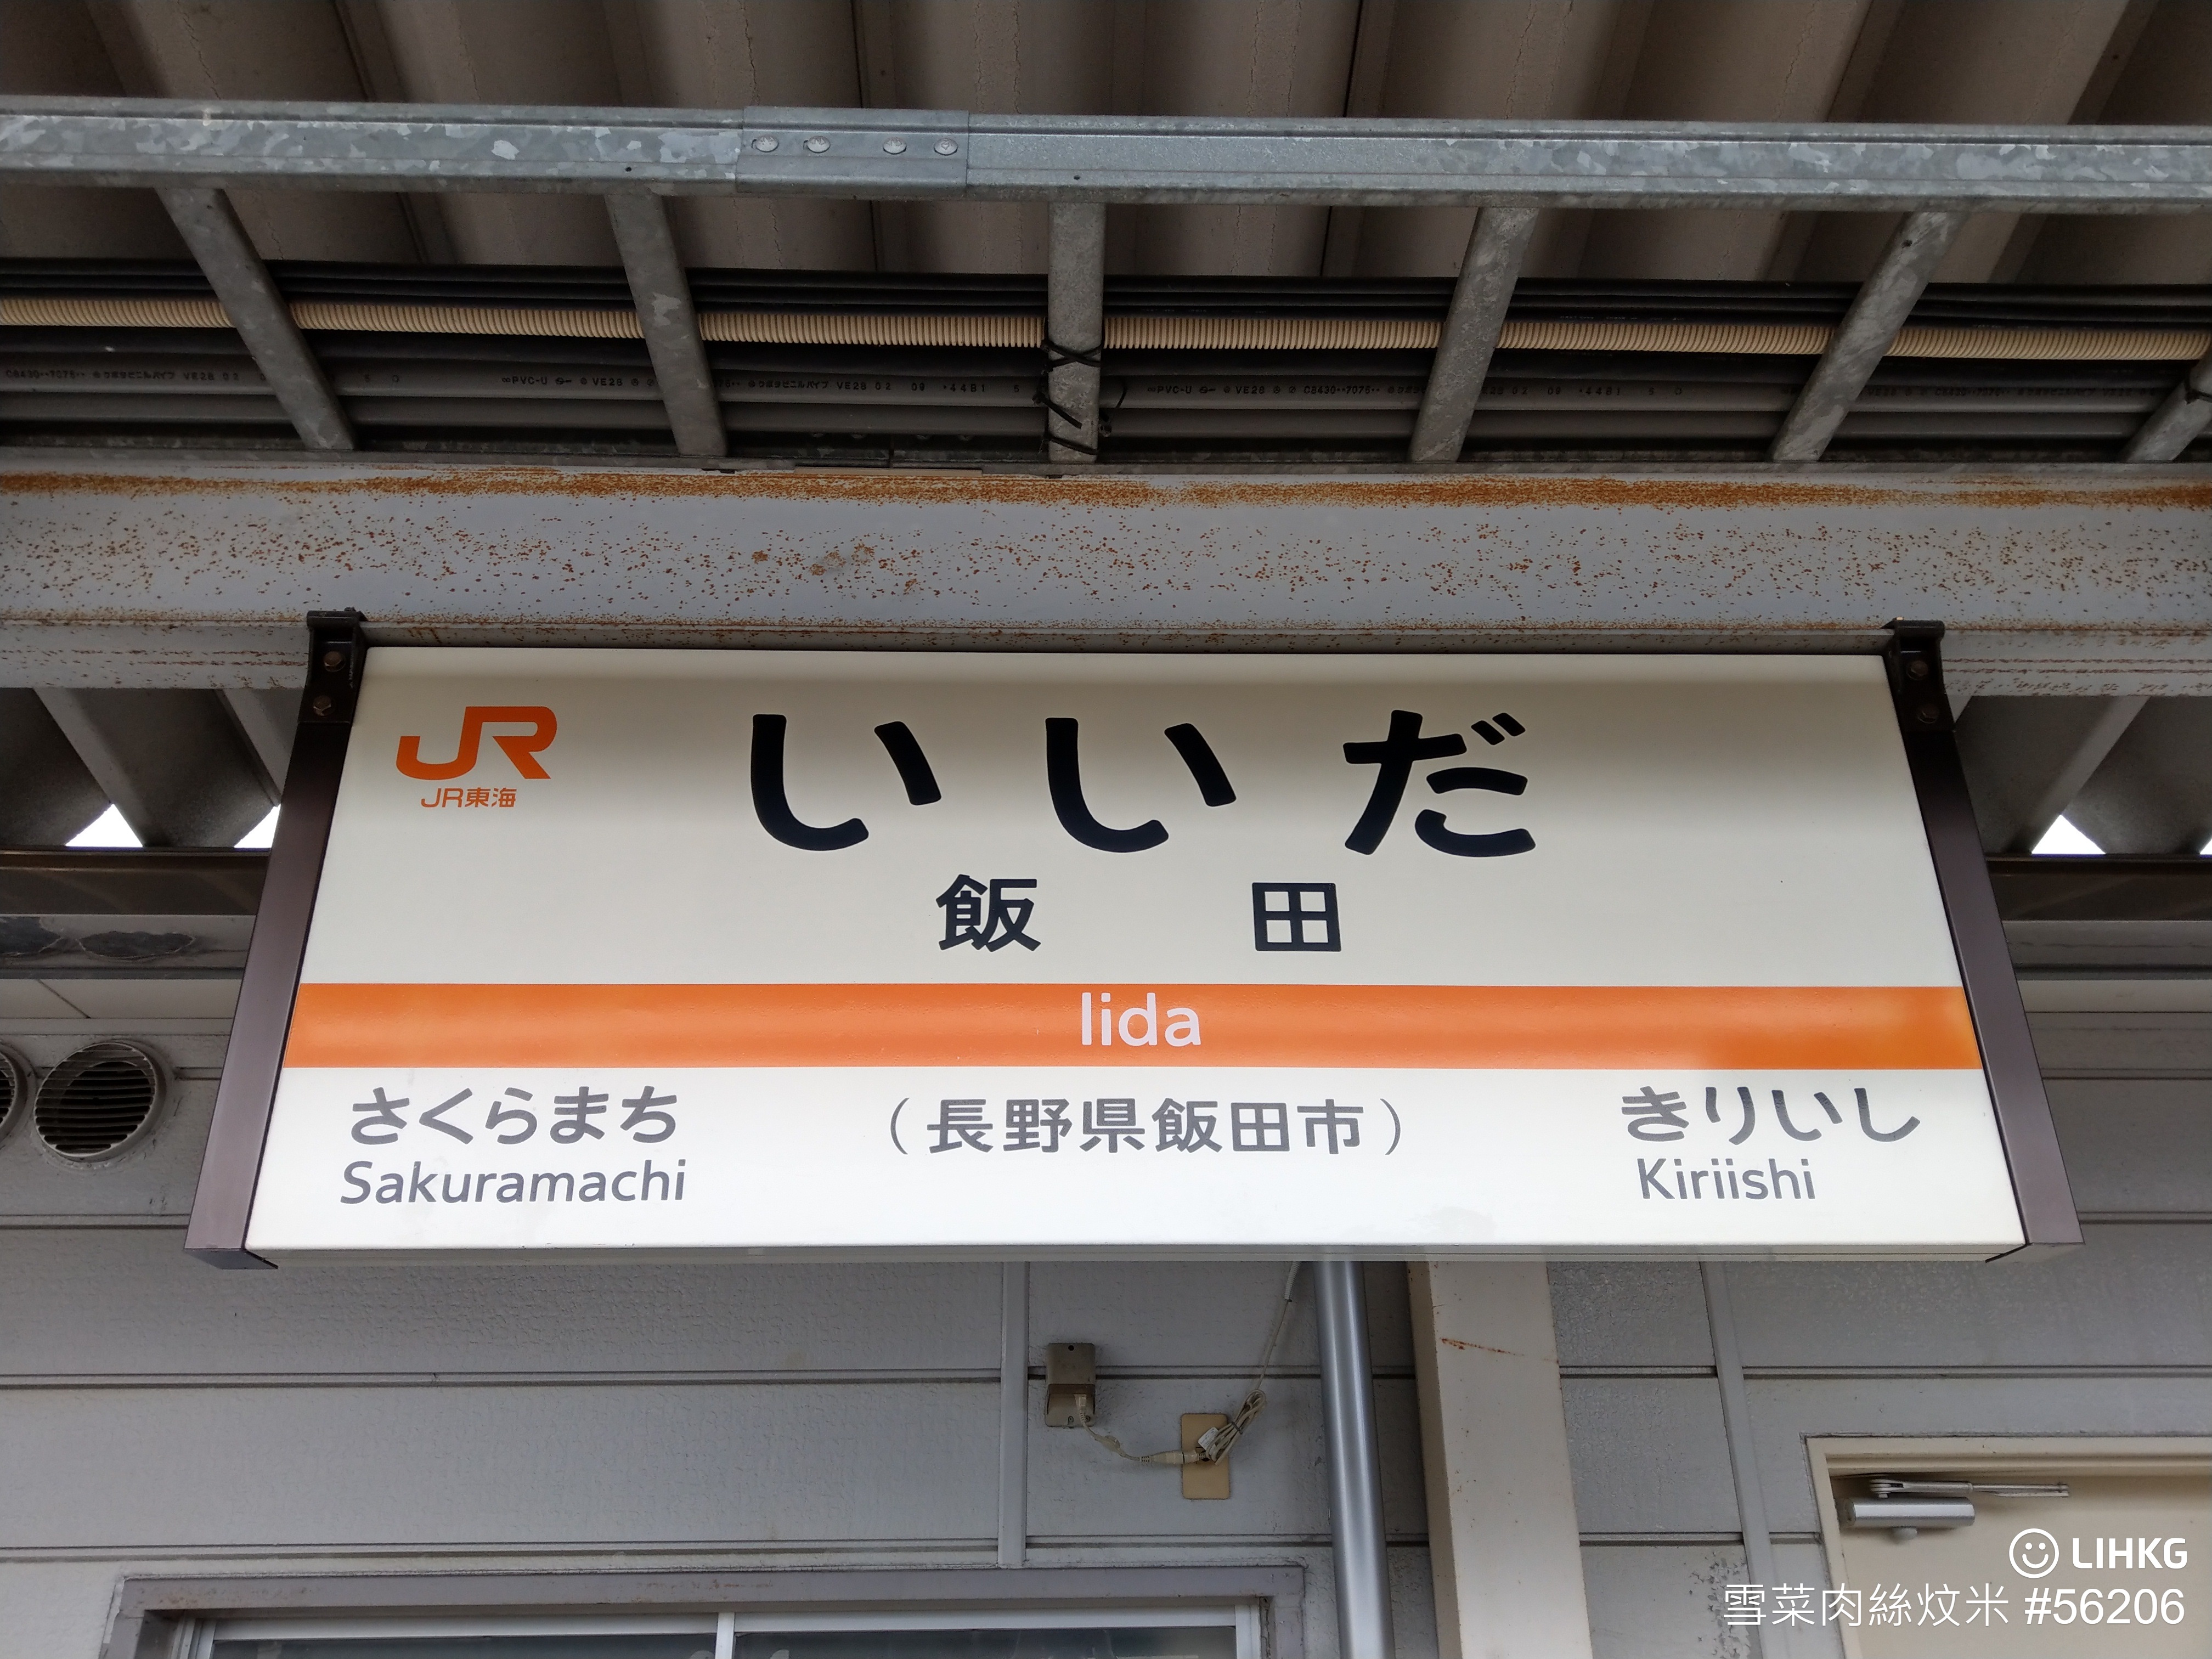 JR
JR東海
いいだ
飯田
Iida
さくらまち
Sakuramachi
（長野県飯田市）
きりいし
Kiriishi
LIHKG
雪菜肉絲炆米 #56206